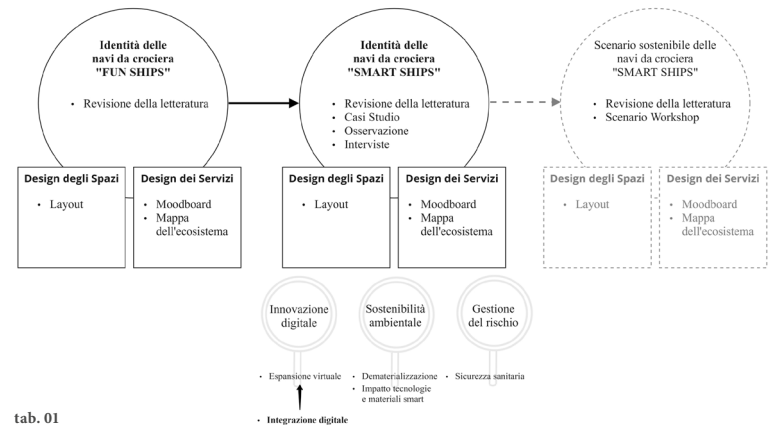 Identità delle
navi da crociera
"FUN SHIPS"
• Revisione della letteratura
Design degli Spazi
• Layout
Design dei Servizi
• Moodboard
• Mappa
dell'ecosistema
Identità delle
navi da crociera
"SMART SHIPS"
• Revisione della letteratura
• Casi Studio
• Osservazione
• Interviste
Design degli Spazi
• Layout
Design dei Servizi
• Moodboard
• Mappa
dell'ecosistema
Scenario sostenibile delle
navi da crociera
"SMART SHIPS"
• Revisione della letteratura
• Scenario Workshop
Design degli Spazi
• Layout
Design dei Servizi
• Moodboard
• Mappa
dell'ecosistema
Innovazione
digitale
• Espansione virtuale
• Integrazione digitale
Sostenibilità
ambientale
• Dematerializzazione
• Impatto tecnologie
e materiali smart
Gestione
del rischio
• Sicurezza sanitaria
tab. 01